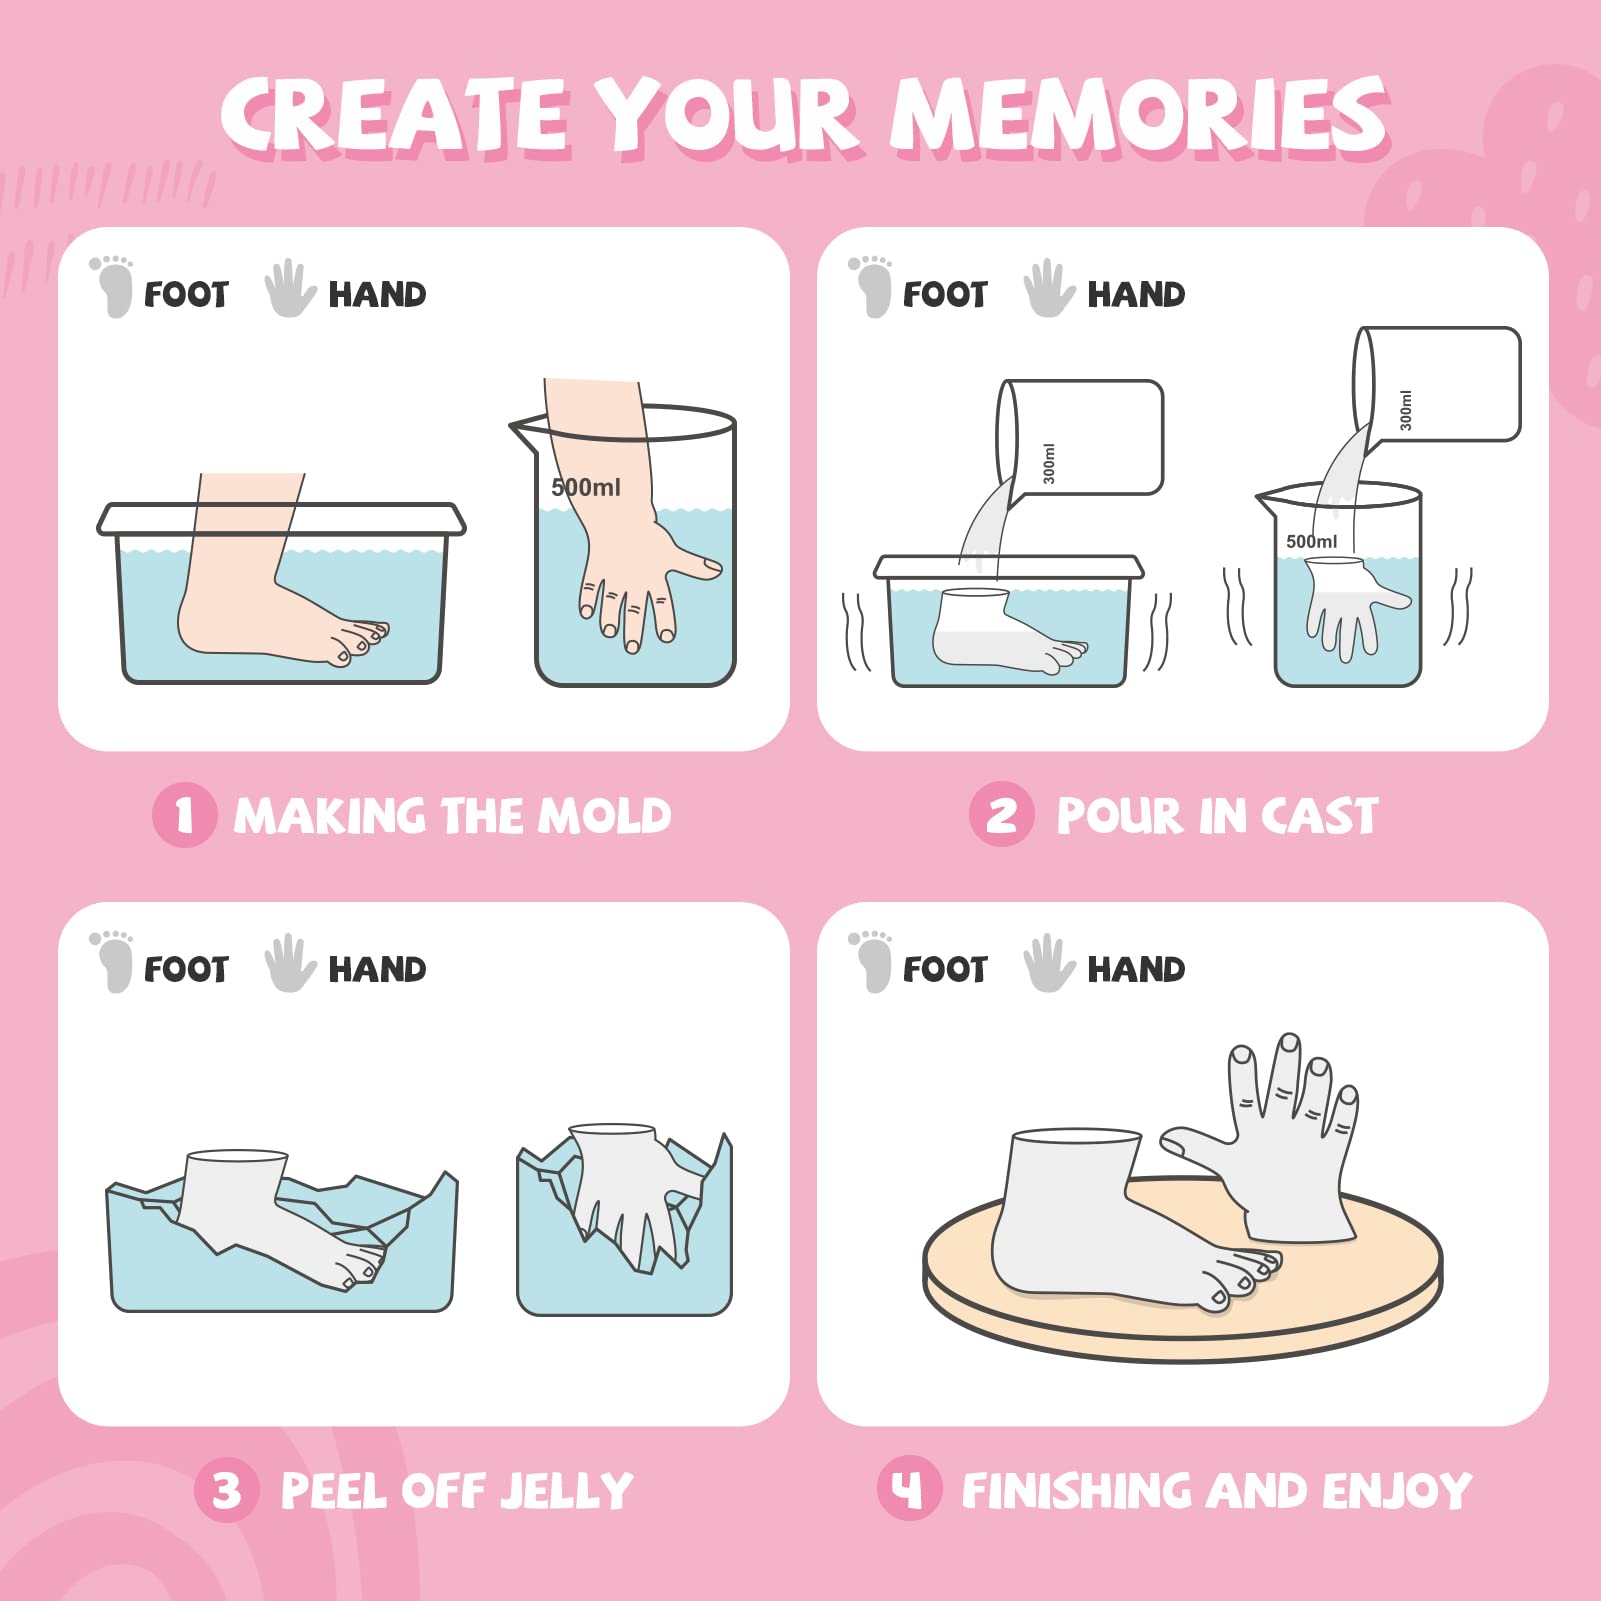 CREATE YOUR MEMORIES
FOOT HAND
500ml
1 MAKING THE MOLD
FOOT HAND
300ml
300ml
500ml
2 POUR IN CAST
FOOT HAND
3 PEEL OFF JELLY
FOOT HAND
4 FINISHING AND ENJOY